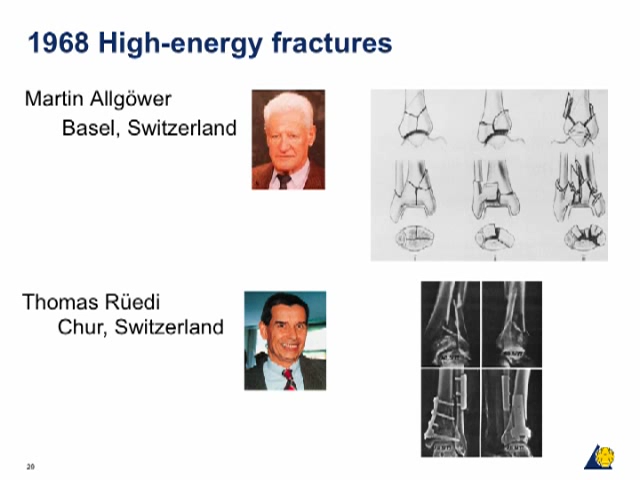 1968 High-energy fractures
Martin Allgöwer
Basel, Switzerland
Thomas Rüedi
Chur, Switzerland
20